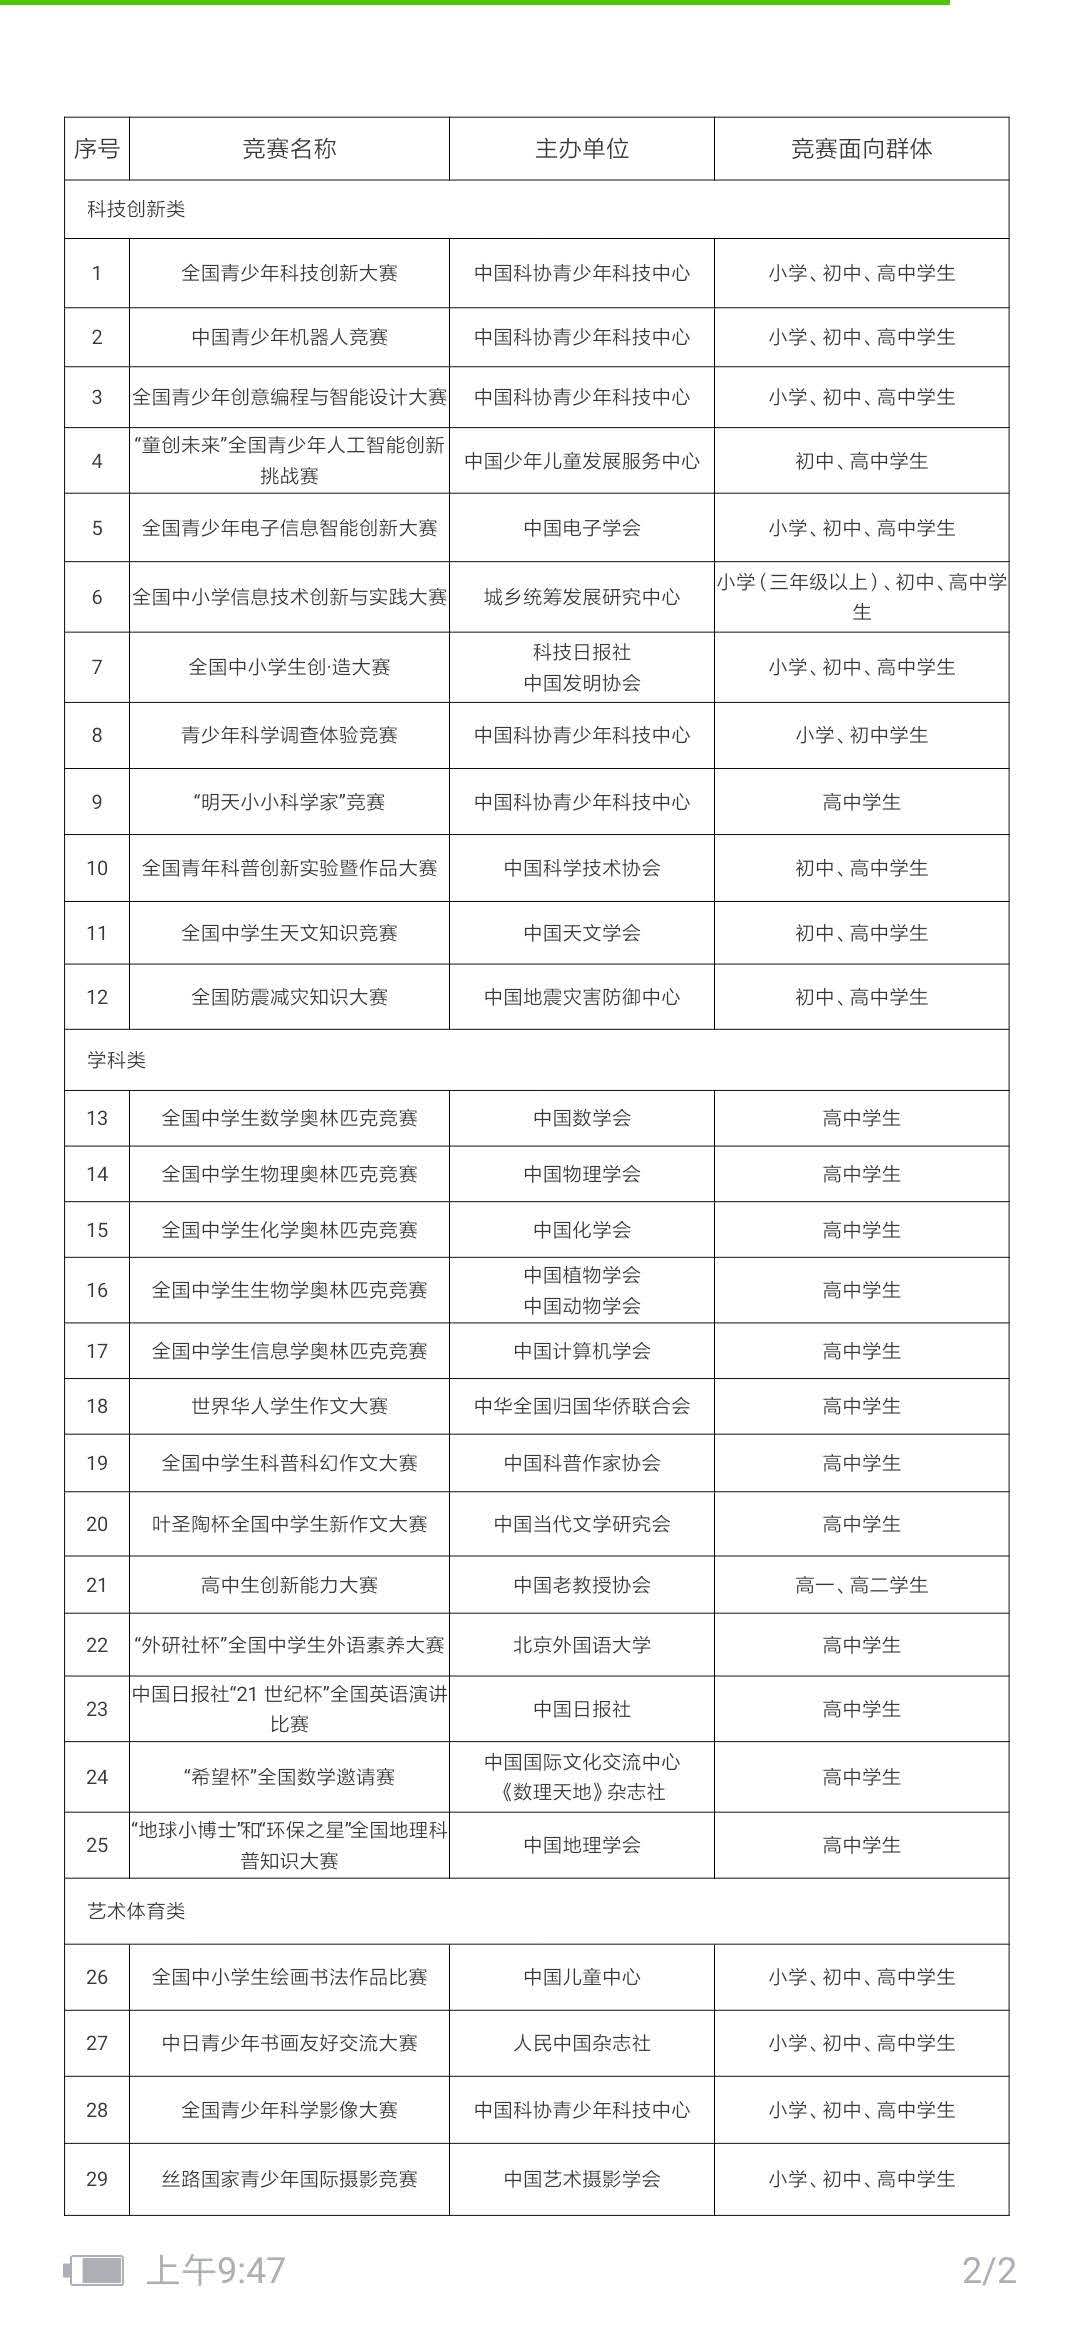 序号 竞赛名称 主办单位 竞赛面向群体
科技创新类
1 全国青少年科技创新大赛 中国科协青少年科技中心 小学、初中、高中学生
2 中国青少年机器人竞赛 中国科协青少年科技中心 小学、初中、高中学生
3 全国青少年创意编程与智能设计大赛 中国科协青少年科技中心 小学、初中、高中学生
4 “童创未来”全国青少年人工智能创新
挑战赛 中国少年儿童发展服务中心 初中、高中学生
5 全国青少年电子信息智能创新大赛 中国电子学会 小学、初中、高中学生
6 全国中小学信息技术创新与实践大赛 城乡统筹发展研究中心 小学（三年级以上）、初中、高中学
生
7 全国中小学生创·造大赛 科技日报社
中国发明协会 小学、初中、高中学生
8 青少年科学调查体验竞赛 中国科协青少年科技中心 小学、初中学生
9 “明天小小科学家”竞赛 中国科协青少年科技中心 高中学生
10 全国青年科普创新实验暨作品大赛 中国科学技术协会 初中、高中学生
11 全国中学生天文知识竞赛 中国天文学会 初中、高中学生
12 全国防震减灾知识大赛 中国地震灾害防御中心 初中、高中学生
学科类
13 全国中学生数学奥林匹克竞赛 中国数学会 高中学生
14 全国中学生物理奥林匹克竞赛 中国物理学会 高中学生
15 全国中学生化学奥林匹克竞赛 中国化学会 高中学生
16 全国中学生生物学奥林匹克竞赛 中国植物学会
中国动物学会 高中学生
17 全国中学生信息学奥林匹克竞赛 中国计算机学会 高中学生
18 世界华人学生作文大赛 中华全国归国华侨联合会 高中学生
19 全国中学生科普科幻作文大赛 中国科普作家协会 高中学生
20 叶圣陶杯全国中学生新作文大赛 中国当代文学研究会 高中学生
21 高中生创新能力大赛 中国老教授协会 高一、高二学生
22 “外研社杯”全国中学生外语素养大赛 北京外国语大学 高中学生
23 中国日报社“21 世纪杯”全国英语演讲
比赛 中国日报社 高中学生
24 “希望杯”全国数学邀请赛 中国国际文化交流中心
《数理天地》杂志社 高中学生
25 “地球小博士”和“环保之星”全国地理科
普知识大赛 中国地理学会 高中学生
艺术体育类
26 全国中小学生绘画书法作品比赛 中国儿童中心 小学、初中、高中学生
27 中日青少年书画友好交流大赛 人民中国杂志社 小学、初中、高中学生
28 全国青少年科学影像大赛 中国科协青少年科技中心 小学、初中、高中学生
29 丝路国家青少年国际摄影竞赛 中国艺术摄影学会 小学、初中、高中学生
上午9:47 2/2